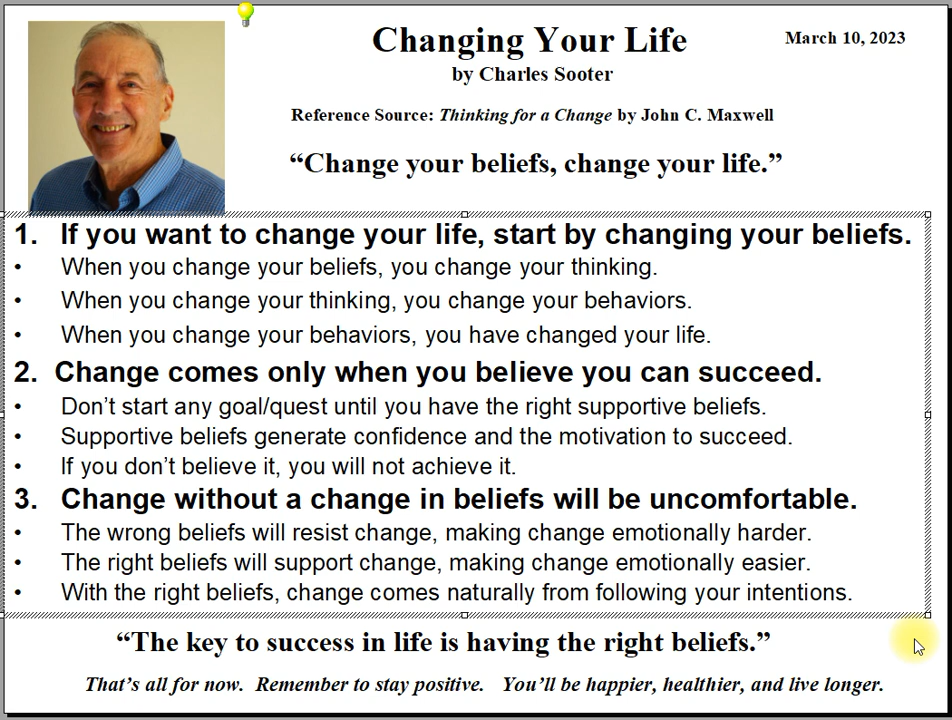 Changing Your Life
March 10, 2023
by Charles Sooter
Reference Source: Thinking for a Change by John C. Maxwell
“Change your beliefs, change your life.”
1. If you want to change your life, start by changing your beliefs.
• When you change your beliefs, you change your thinking.
• When you change your thinking, you change your behaviors.
• When you change your behaviors, you have changed your life.
2. Change comes only when you believe you can succeed.
• Don’t start any goal/quest until you have the right supportive beliefs.
• Supportive beliefs generate confidence and the motivation to succeed.
• If you don’t believe it, you will not achieve it.
3. Change without a change in beliefs will be uncomfortable.
• The wrong beliefs will resist change, making change emotionally harder.
• The right beliefs will support change, making change emotionally easier.
• With the right beliefs, change comes naturally from following your intentions.
“The key to success in life is having the right beliefs.”
That’s all for now. Remember to stay positive. You’ll be happier, healthier, and live longer.